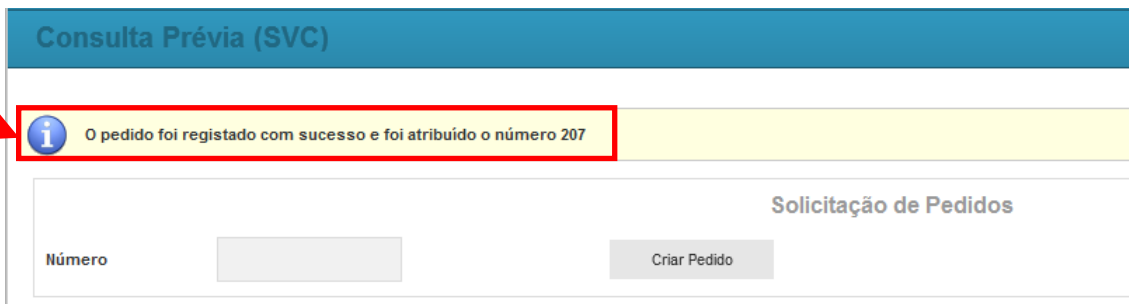 Consulta Prévia (SVC)
O pedido foi registado com sucesso e foi atribuído o número 207
Solicitação de Pedidos
Número
Criar Pedido